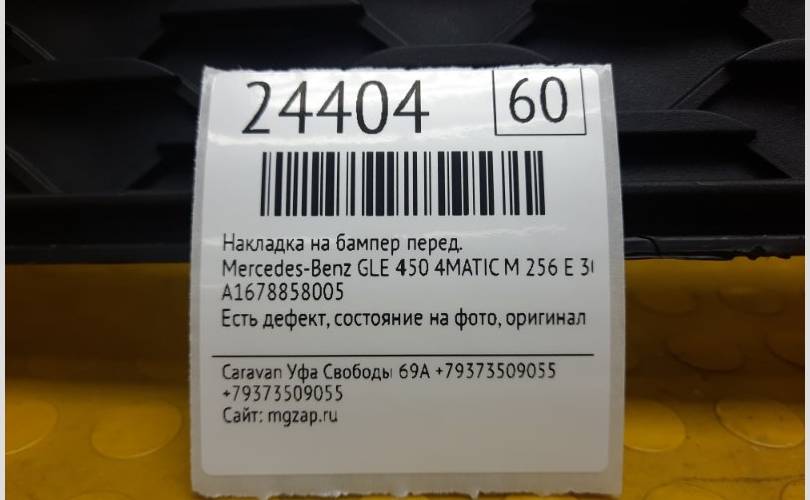 24404
60
Накладка на бампер перед.
Mercedes-Benz GLE 450 4MATIC M 256 E
A1678858005
Есть дефект, состояние на фото, оригинал
Caravan Уфа Свободы 69А +79373509055
+79373509055
Сайт: mgzap.ru